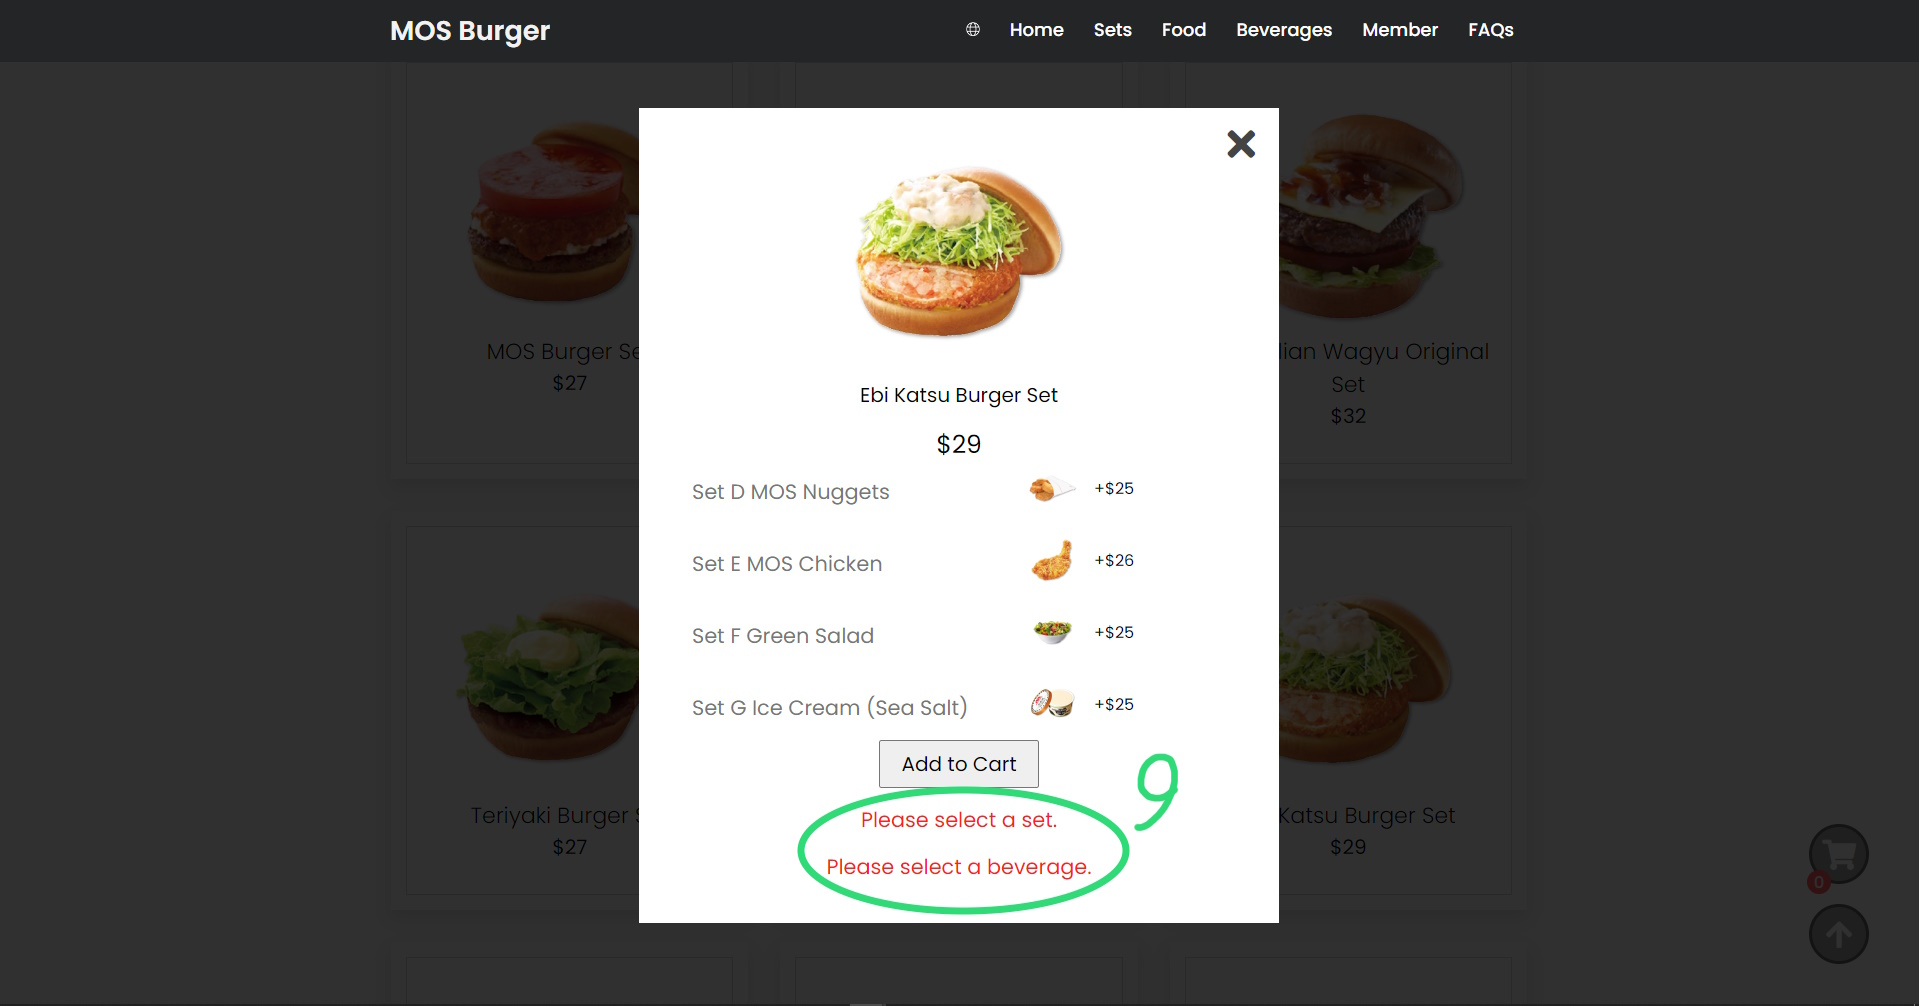 MOS Burger
Home Sets Food Beverages Member FAQs
MOS Burger Se
$27
lian Wagyu Original
Set
$32
Ebi Katsu Burger Set
$29
Set D MOS Nuggets +$25
Set E MOS Chicken +$26
Set F Green Salad +$25
Set G Ice Cream (Sea Salt) +$25
Add to Cart
9
Please select a set.
Please select a beverage.
Teriyaki Burger S
$27
Katsu Burger Set
$29
0